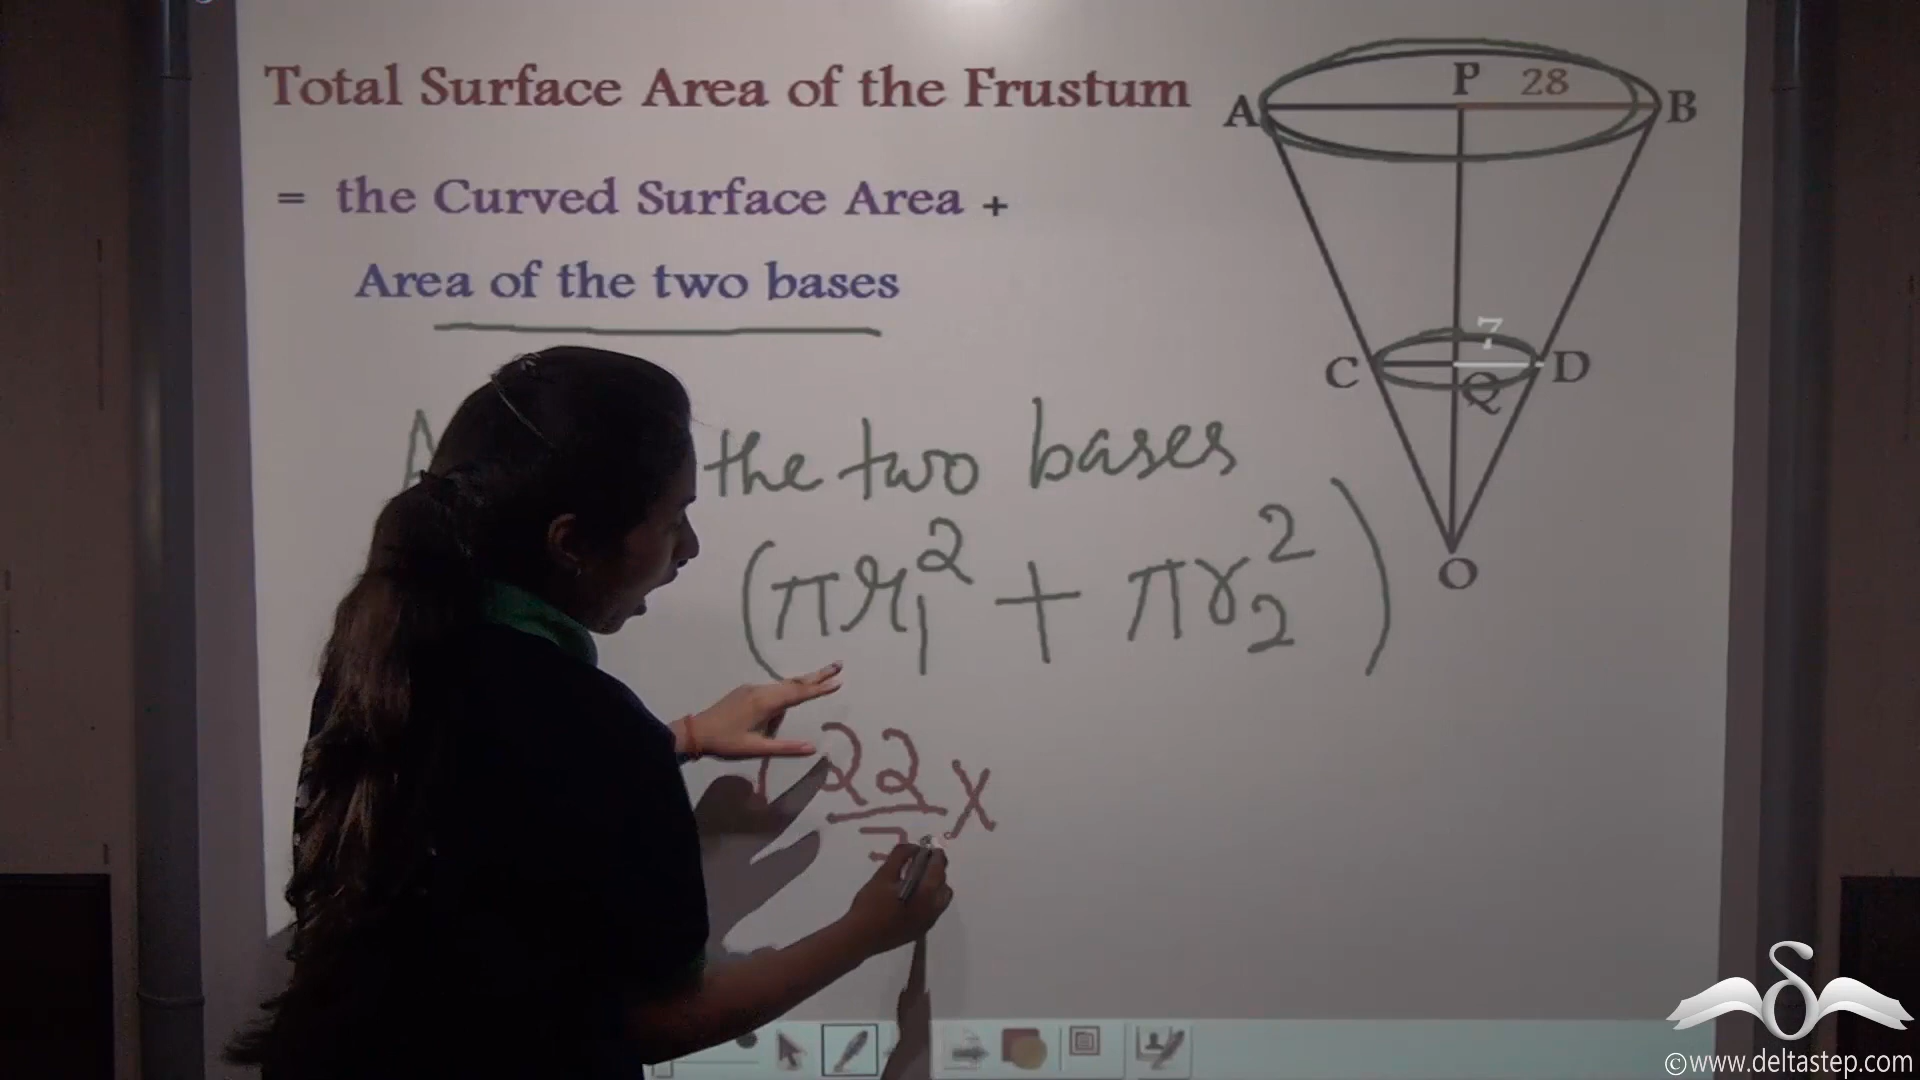 Total Surface Area of the Frustum
= the Curved Surface Area +
Area of the two bases
P 28
A B
7
C Q D
O
the two bases
(πr₁² + πr₂²)
22/7 x
©www.deltastep.com